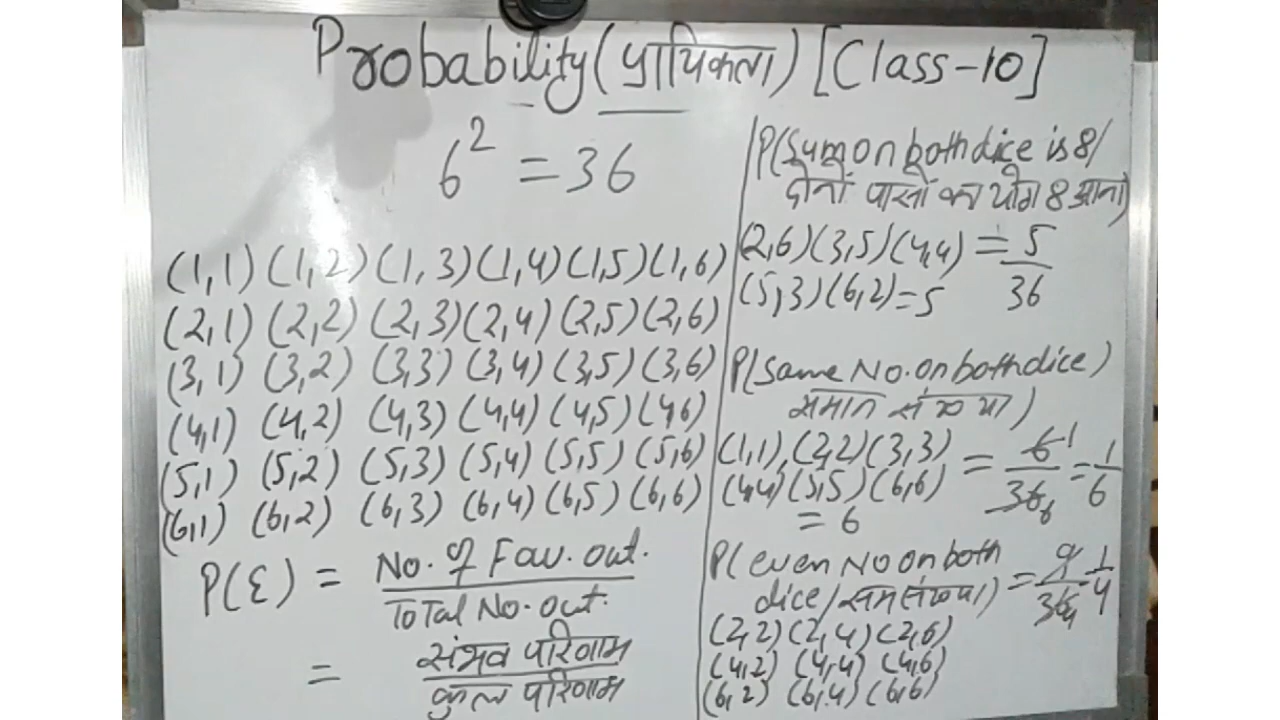 Probability(प्रायिकता) [Class-10]
6² = 36
(1,1) (1,2) (1,3) (1,4) (1,5) (1,6)
(2,1) (2,2) (2,3) (2,4) (2,5) (2,6)
(3,1) (3,2) (3,3) (3,4) (3,5) (3,6)
(4,1) (4,2) (4,3) (4,4) (4,5) (4,6)
(5,1) (5,2) (5,3) (5,4) (5,5) (5,6)
(6,1) (6,2) (6,3) (6,4) (6,5) (6,6)
P(ε) = No. of Fav. out. / Total No. out.
= संभव परिणाम / कुल परिणाम
P(Sum on both dice is 8/
दोनों पासों का योग 8 आना)
(2,6) (3,5) (4,4) = 5/36
(5,3) (6,2) = 5
P(Same No. on both dice)
समान संख्या)
(1,1), (2,2) (3,3)
(4,4) (5,5) (6,6) = 6/36 = 1/6
= 6
P(even No on both
dice/सम संख्या) = 9/36 = 1/4
(2,2) (2,4) (2,6)
(4,2) (4,4) (4,6)
(6,2) (6,4) (6,6)